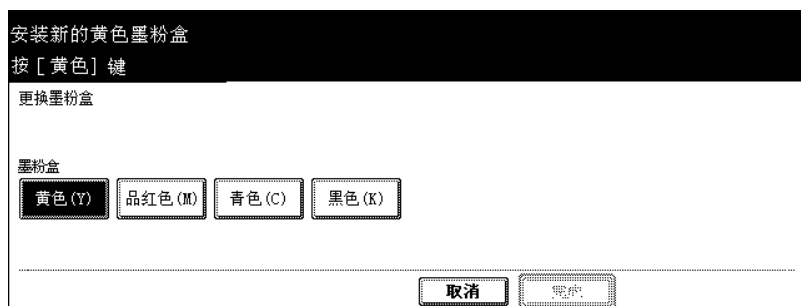 安装新的黄色墨粉盒
按 [ 黄色] 键
更换墨粉盒
墨粉盒
黄色(Y) 品红色(M) 青色(C) 黑色(K)
取消